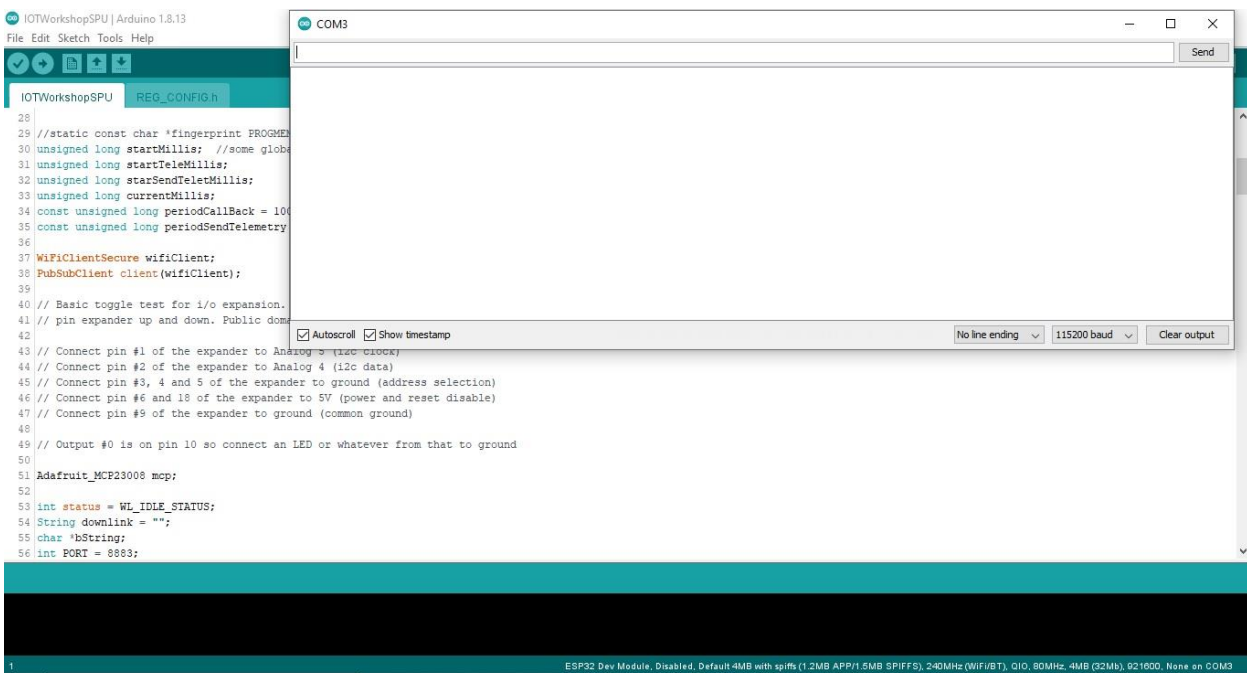 IOTWorkshopSPU | Arduino 1.8.13
File Edit Sketch Tools Help
IOTWorkshopSPU REG_CONFIG.h
COM3
Send
Autoscroll Show timestamp
No line ending 115200 baud Clear output
28
29 //static const char *fingerprint PROGMEM
30 unsigned long startMillis; //some globa
31 unsigned long startTeleMillis;
32 unsigned long starSendTeletMillis;
33 unsigned long currentMillis;
34 const unsigned long periodCallBack = 100
35 const unsigned long periodSendTelemetry
36
37 WiFiClientSecure wifiClient;
38 PubSubClient client(wifiClient);
39
40 // Basic toggle test for i/o expansion.
41 // pin expander up and down. Public doma
42
43 // Connect pin #1 of the expander to Analog 5 (i2c clock)
44 // Connect pin #2 of the expander to Analog 4 (i2c data)
45 // Connect pin #3, 4 and 5 of the expander to ground (address selection)
46 // Connect pin #6 and 18 of the expander to 5V (power and reset disable)
47 // Connect pin #9 of the expander to ground (common ground)
48
49 // Output #0 is on pin 10 so connect an LED or whatever from that to ground
50
51 Adafruit_MCP23008 mcp;
52
53 int status = WL_IDLE_STATUS;
54 String downlink = "";
55 char *bString;
56 int PORT = 8883;
1
ESP32 Dev Module, Disabled, Default 4MB with spiffs (1.2MB APP/1.5MB SPIFFS), 240MHz (WiFi/BT), QIO, 80MHz, 4MB (32Mb), 921600, None on COM3